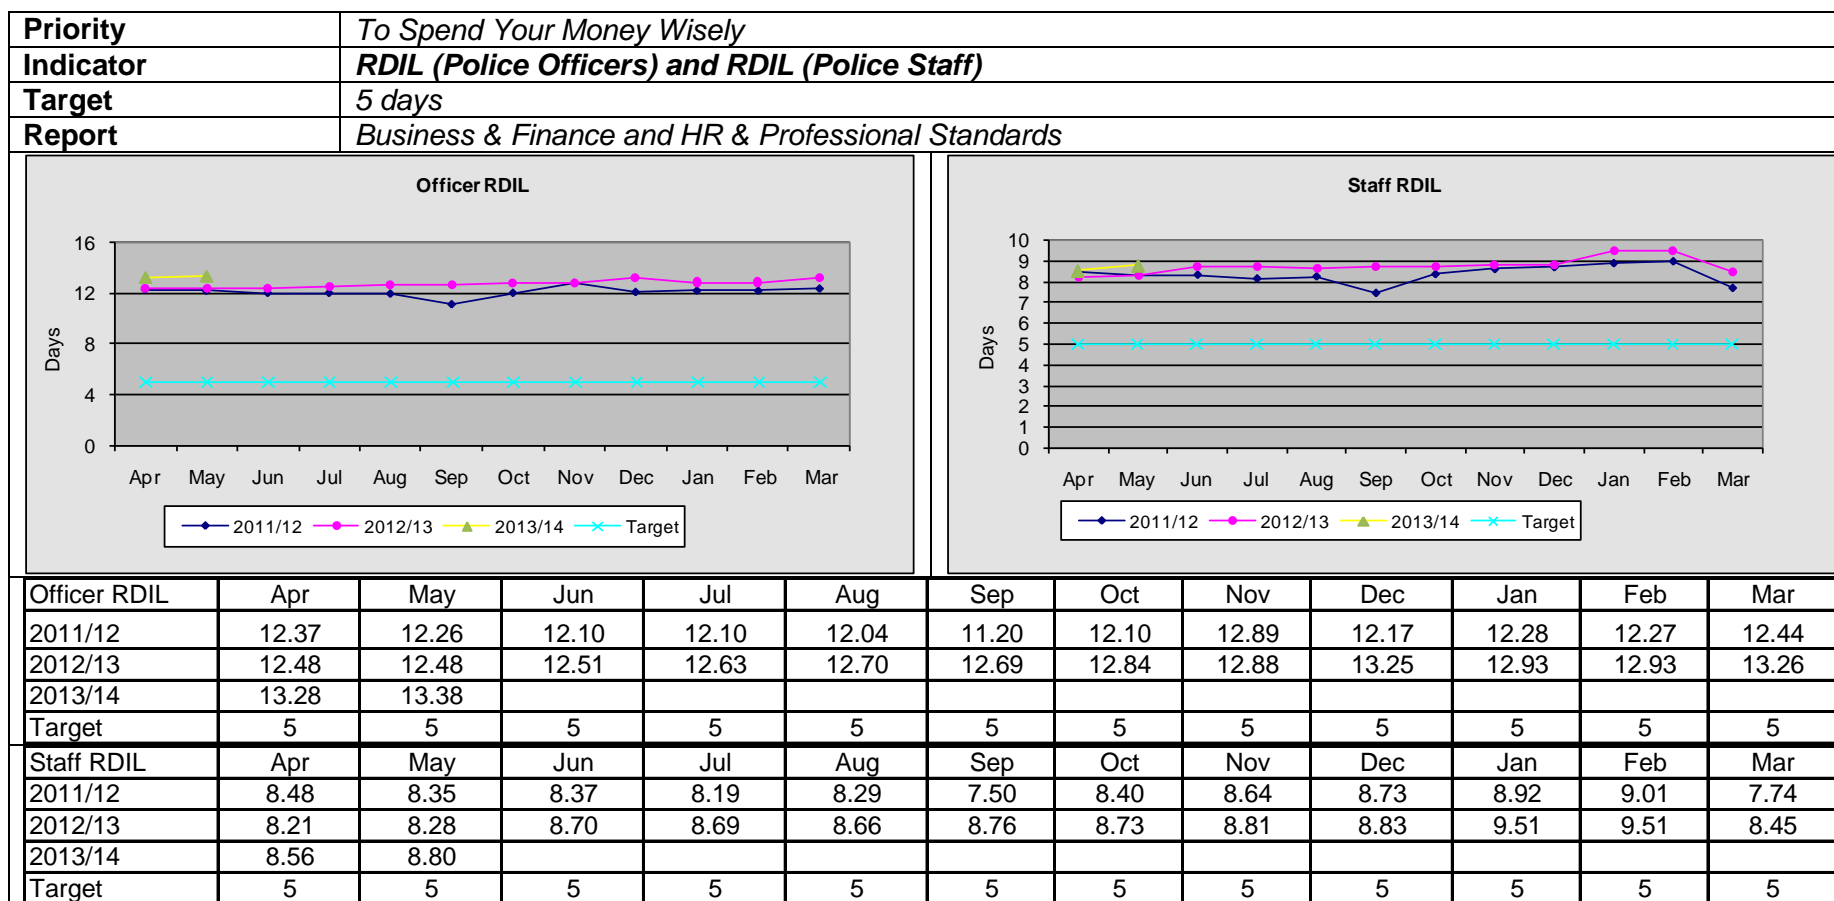 Priority To Spend Your Money Wisely
Indicator RDIL (Police Officers) and RDIL (Police Staff)
Target 5 days
Report Business & Finance and HR & Professional Standards
Officer RDIL
16
12
8
4
0
Days
Apr May Jun Jul Aug Sep Oct Nov Dec Jan Feb Mar
2011/12 2012/13 2013/14 Target
Staff RDIL
10
9
8
7
6
5
4
3
2
1
0
Days
Apr May Jun Jul Aug Sep Oct Nov Dec Jan Feb Mar
2011/12 2012/13 2013/14 Target
Officer RDIL Apr May Jun Jul Aug Sep Oct Nov Dec Jan Feb Mar
2011/12 12.37 12.26 12.10 12.10 12.04 11.20 12.10 12.89 12.17 12.28 12.27 12.44
2012/13 12.48 12.48 12.51 12.63 12.70 12.69 12.84 12.88 13.25 12.93 12.93 13.26
2013/14 13.28 13.38
Target 5 5 5 5 5 5 5 5 5 5 5 5
Staff RDIL Apr May Jun Jul Aug Sep Oct Nov Dec Jan Feb Mar
2011/12 8.48 8.35 8.37 8.19 8.29 7.50 8.40 8.64 8.73 8.92 9.01 7.74
2012/13 8.21 8.28 8.70 8.69 8.66 8.76 8.73 8.81 8.83 9.51 9.51 8.45
2013/14 8.56 8.80
Target 5 5 5 5 5 5 5 5 5 5 5 5